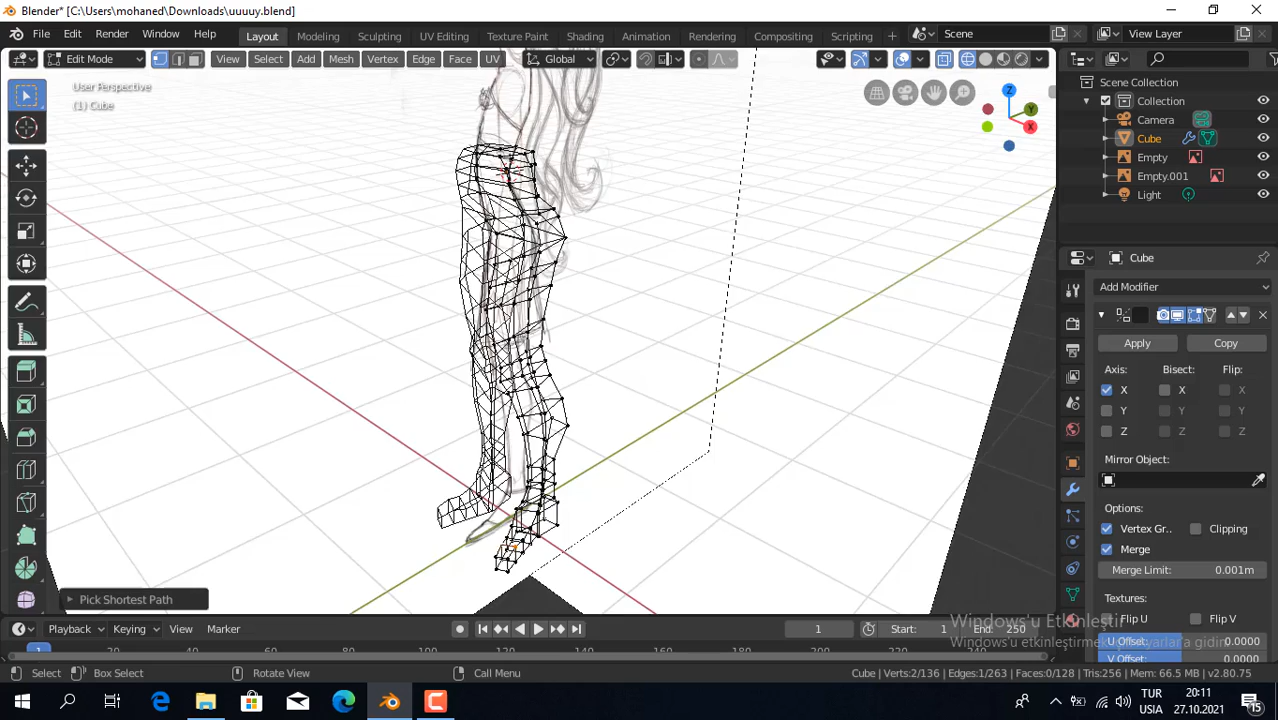 Blender* [C:\Users\mohaned\Downloads\uuuuy.blend]
File Edit Render Window Help Layout Modeling Sculpting UV Editing Texture Paint Shading Animation Rendering Compositing Scripting + Scene View Layer
Edit Mode View Select Add Mesh Vertex Edge Face UV Global
User Perspective
(1) Cube
Z
Y
X
Scene Collection
Collection
Camera
Cube
Empty
Empty.001
Light
Cube
Add Modifier
Apply Copy
Axis: Bisect: Flip:
X X X
Y Y Y
Z Z Z
Mirror Object:
Options:
Vertex Gr.. Clipping
Merge
Merge Limit: 0.001m
Textures:
Flip U Flip V
U Offset: 0.0000
V Offset: 0.0000
Pick Shortest Path
Windows'u Etkinleştir
Windows'u etkinleştirmek için ayarlar'a gidin.
Playback Keying View Marker 1 Start: 1 End: 250
1 20 40 60 80 100 120 140 160 180 200 220 240
Select Box Select Rotate View Call Menu Cube | Verts:2/136 | Edges:1/263 | Faces:0/128 | Tris:256 | Mem: 66.5 MB | v2.80.75
TUR
USIA
20:11
27.10.2021
15